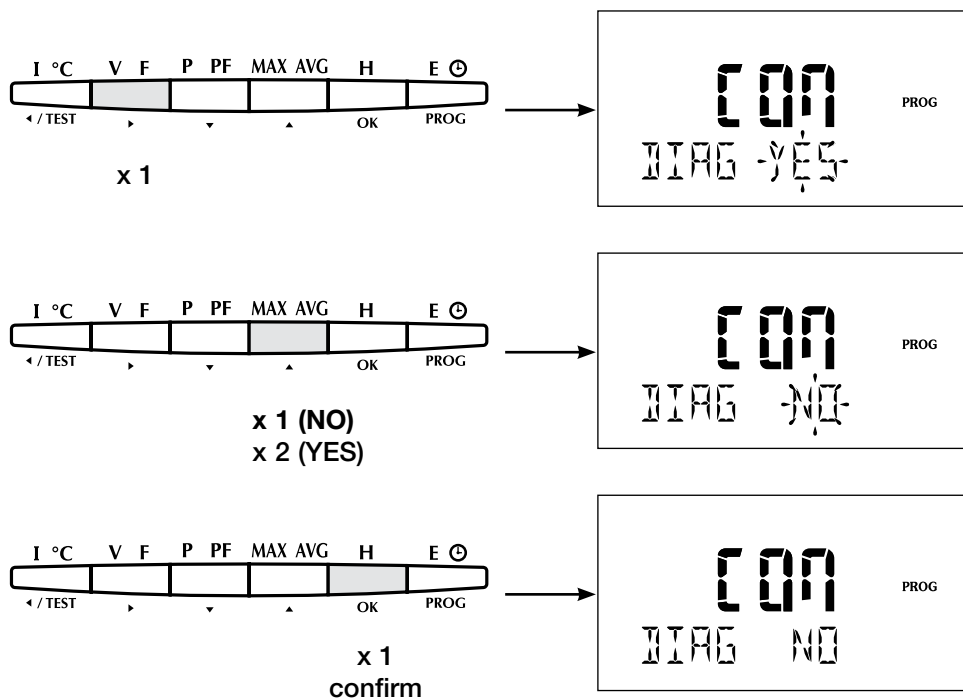 I °C V F P PF MAX AVG H E
◂ / TEST ▸ ▾ ▴ OK PROG
x 1
COM
PROG
DIAG YES
I °C V F P PF MAX AVG H E
◂ / TEST ▸ ▾ ▴ OK PROG
x 1 (NO)
x 2 (YES)
COM
PROG
DIAG NO
I °C V F P PF MAX AVG H E
◂ / TEST ▸ ▾ ▴ OK PROG
x 1
confirm
COM
PROG
DIAG NO